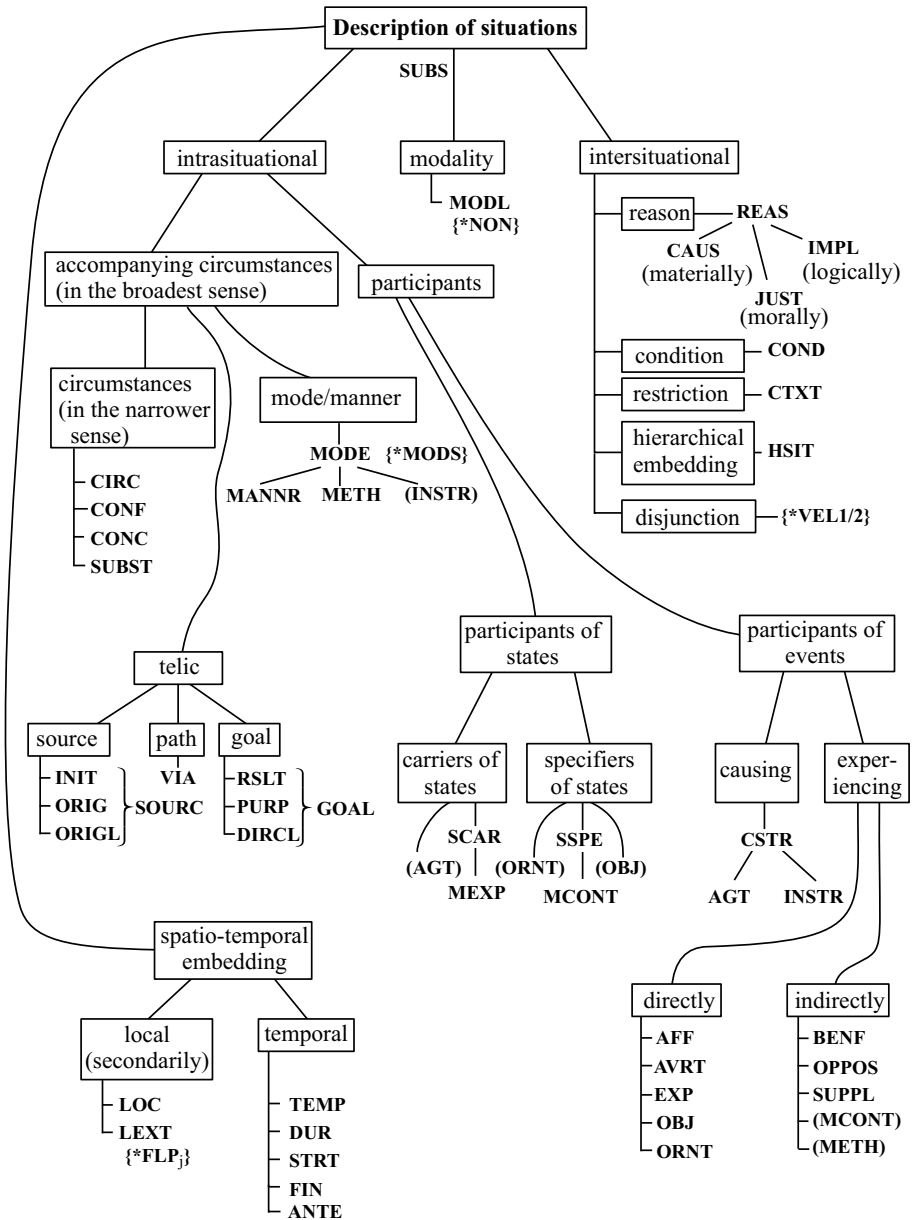 Description of situations
SUBS
intrasituational
modality
intersituational
MODL
{*NON}
reason
REAS
CAUS
(materially)
IMPL
(logically)
JUST
(morally)
accompanying circumstances
(in the broadest sense)
participants
condition
COND
restriction
CTXT
hierarchical
embedding
HSIT
disjunction
{*VEL1/2}
circumstances
(in the narrower
sense)
CIRC
CONF
CONC
SUBST
mode/manner
MODE {*MODS}
MANNR METH (INSTR)
telic
source
path
goal
INIT
ORIG
ORIGL
SOURC
VIA
RSLT
PURP
DIRCL
GOAL
participants of
states
participants of
events
carriers of
states
specifiers
of states
causing
exper-
iencing
SCAR
(AGT)
MEXP
SSPE
(ORNT) (OBJ)
MCONT
CSTR
AGT INSTR
spatio-temporal
embedding
local
(secondarily)
temporal
LOC
LEXT
{*FLPj}
TEMP
DUR
STRT
FIN
ANTE
directly
indirectly
AFF
AVRT
EXP
OBJ
ORNT
BENF
OPPOS
SUPPL
(MCONT)
(METH)